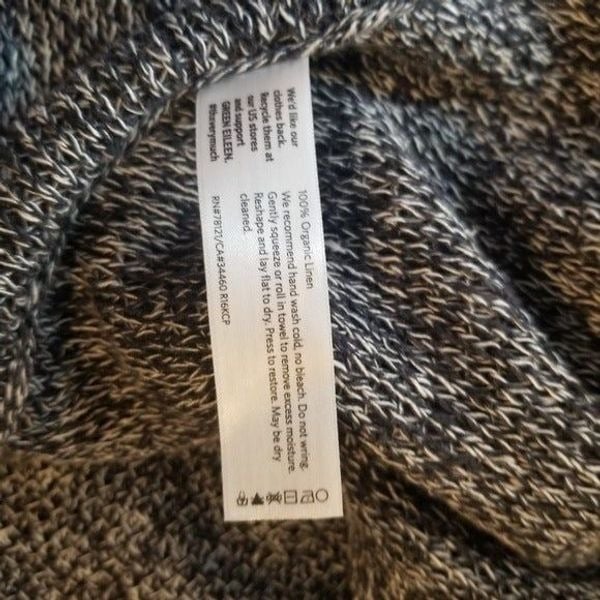 We'd like our
clothes back.
Recycle them at
our US stores
and support
GREEN EILEEN.
#thxverymuch
100% Organic Linen
We recommend hand wash cold, no bleach. Do not wring.
Gently squeeze or roll in towel to remove excess moisture.
Reshape and lay flat to dry. Press to restore. May be dry
cleaned.
RN#78121/CA#34460 R16KCP